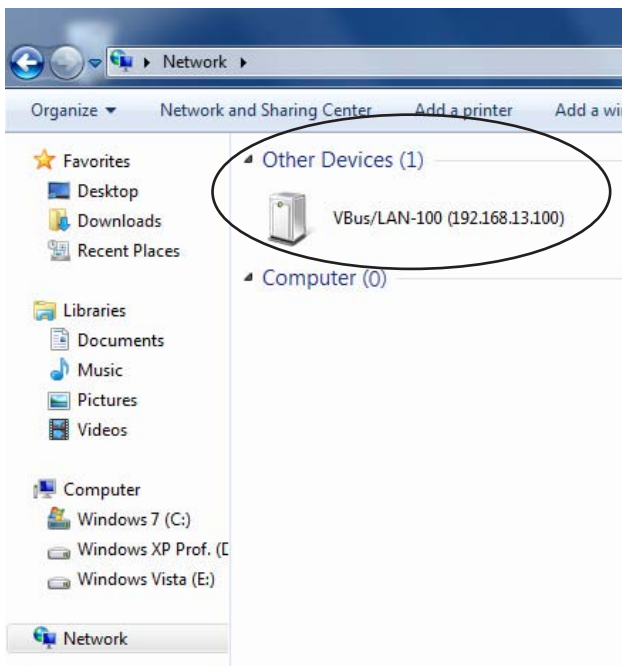 Network
Organize Network and Sharing Center Add a printer Add a wi
Favorites
Desktop
Downloads
Recent Places
Libraries
Documents
Music
Pictures
Videos
Computer
Windows 7 (C:)
Windows XP Prof. (D
Windows Vista (E:)
Network
Other Devices (1)
VBus/LAN-100 (192.168.13.100)
Computer (0)